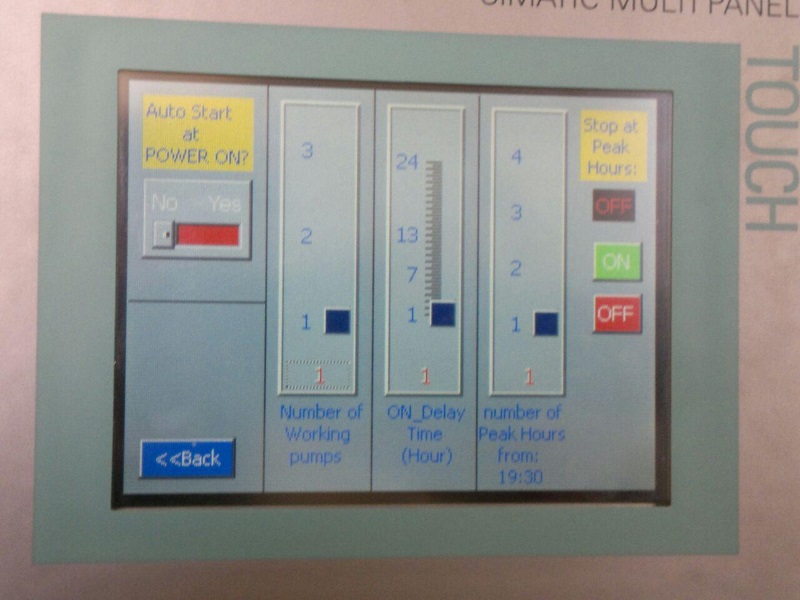 SIMATIC MULTI PANEL
TOUCH
Auto Start
at
POWER ON?
No
Yes
<<Back
3
2
1
1
Number of
Working
pumps
24
13
7
1
1
ON_Delay
Time
(Hour)
4
3
2
1
1
number of
Peak Hours
from:
19:30
Stop at
Peak
Hours:
OFF
ON
OFF